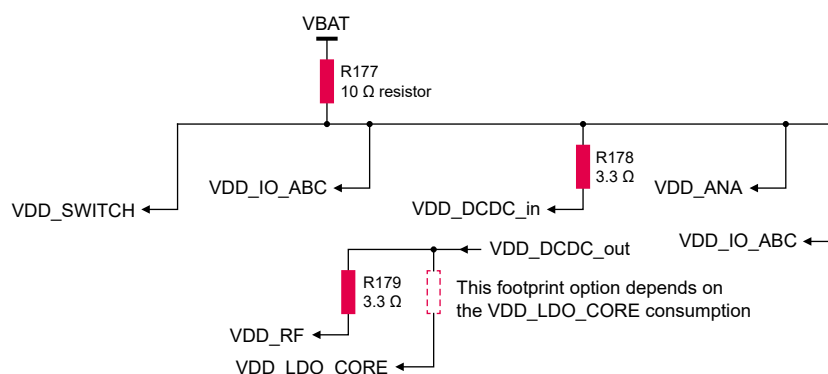 VBAT
R177
10 Ω resistor
R178
3.3 Ω
VDD_IO_ABC
VDD_ANA
VDD_SWITCH
VDD_DCDC_in
VDD_IO_ABC
VDD_DCDC_out
R179
3.3 Ω
This footprint option depends on
the VDD_LDO_CORE consumption
VDD_RF
VDD_LDO_CORE